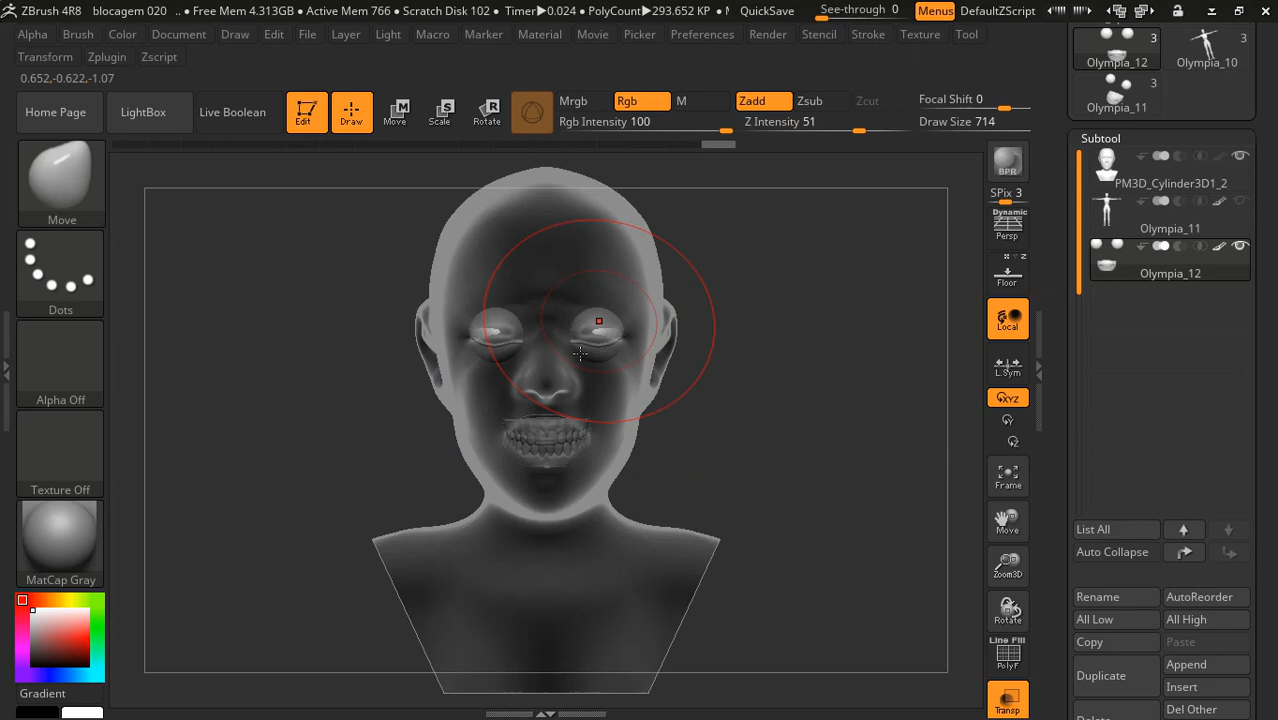 ZBrush 4R8 blocagem 020 • Free Mem 4.313GB • Active Mem 766 • Scratch Disk 102 • Timer▶0.024 • PolyCount▶293.652 KP • M QuickSave See-through 0 Menus DefaultZScript
Alpha Brush Color Document Draw Edit File Layer Light Macro Marker Material Movie Picker Preferences Render Stencil Stroke Texture Tool
Transform Zplugin Zscript
0.652,-0.622,-1.07
Home Page LightBox Live Boolean Edit Draw Move Scale Rotate
Mrgb Rgb M Zadd Zsub Zcut Focal Shift 0
Rgb Intensity 100 Z Intensity 51 Draw Size 714
Move
Dots
Alpha Off
Texture Off
MatCap Gray
Gradient
BPR
SPix 3
Dynamic
Persp
Floor
Local
L.Sym
XYZ
Y
Z
Frame
Move
Zoom3D
Rotate
Line Fill
PolyF
Transp
3 3
Olympia_12 Olympia_10
3
Olympia_11
Subtool
PM3D_Cylinder3D1_2
Olympia_11
Olympia_12
List All
Auto Collapse
Rename AutoReorder
All Low All High
Copy Paste
Duplicate Append
Insert
Delete Del Other